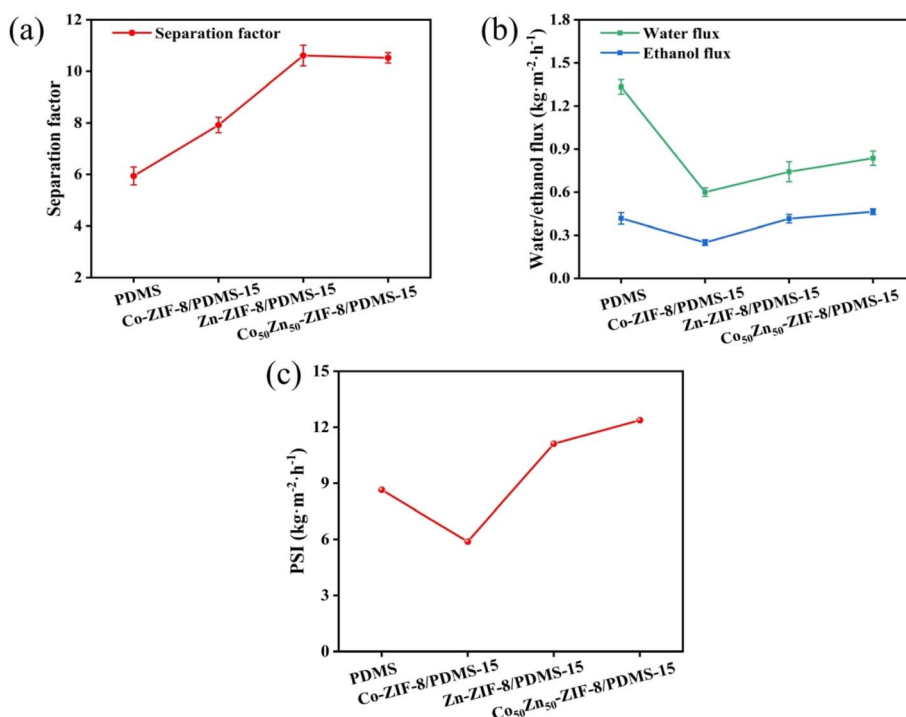 (a)
Separation factor
Separation factor
12
10
8
6
4
2
PDMS
Co-ZIF-8/PDMS-15
Zn-ZIF-8/PDMS-15
Co₅₀Zn₅₀-ZIF-8/PDMS-15
(b)
Water flux
Ethanol flux
Water/ethanol flux (kg·m⁻²·h⁻¹)
1.8
1.5
1.2
0.9
0.6
0.3
0.0
PDMS
Co-ZIF-8/PDMS-15
Zn-ZIF-8/PDMS-15
Co₅₀Zn₅₀-ZIF-8/PDMS-15
(c)
PSI (kg·m⁻²·h⁻¹)
15
12
9
6
3
0
PDMS
Co-ZIF-8/PDMS-15
Zn-ZIF-8/PDMS-15
Co₅₀Zn₅₀-ZIF-8/PDMS-15